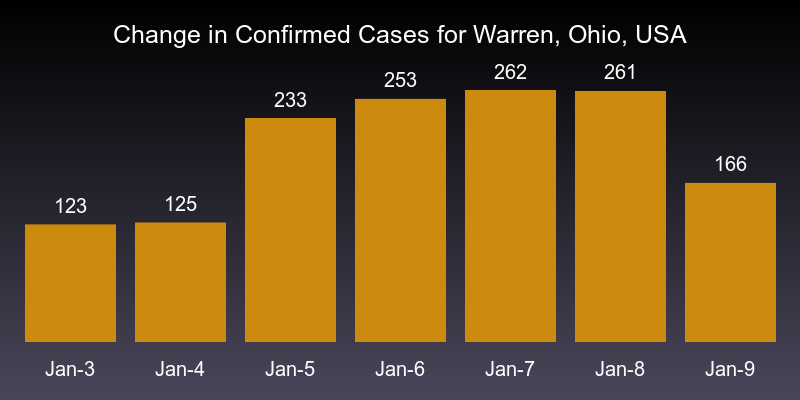 Change in Confirmed Cases for Warren, Ohio, USA
123 125 233 253 262 261 166
Jan-3 Jan-4 Jan-5 Jan-6 Jan-7 Jan-8 Jan-9